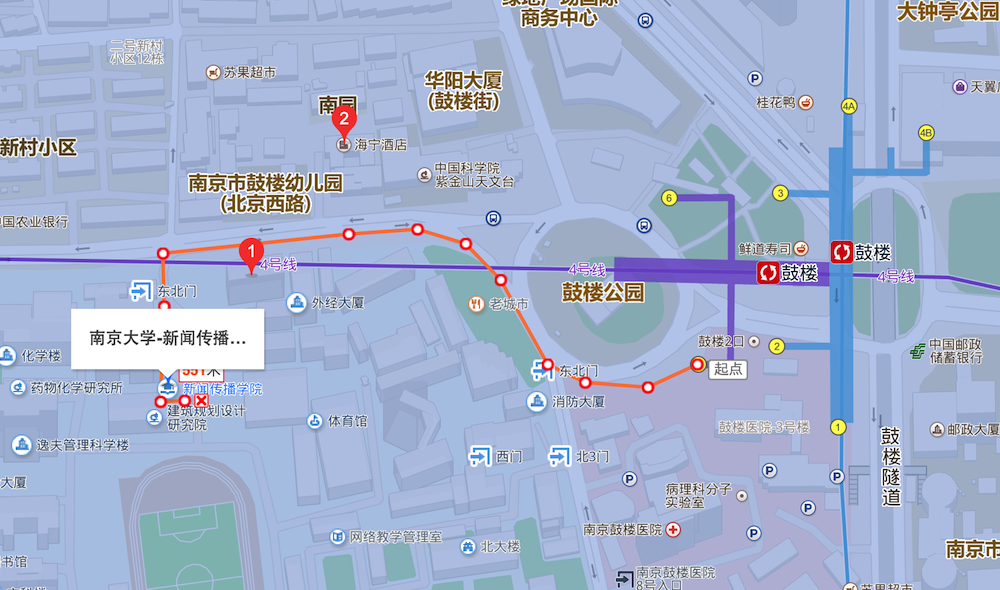 商务中心
大钟亭公园
二号新村
小区12栋
苏果超市
华阳大厦
(鼓楼街)
P
天翼
南园
桂花鸭
4A
2
4B
海宁酒店
新村小区
中国科学院
紫金山天文台
南京市鼓楼幼儿园
(北京西路)
6
3
国农业银行
1
鲜道寿司
鼓楼
4号线
4号线
鼓楼
4号线
东北门
鼓楼公园
外经大厦
老城市
南京大学-新闻传播...
鼓楼2口
2
中国邮政
储蓄银行
化学楼
东北门
起点
551米
药物化学研究所
新闻传播学院
消防大厦
建筑规划设计
研究院
体育馆
鼓楼医院-3号楼
1
邮政大厦
逸夫管理科学楼
西门
北3门
鼓楼隧道
P
P
P
大厦
病理科分子
实验室
P
南京鼓楼医院
P
网络教学管理室
北大楼
南京市
书馆
南京鼓楼医院
8号入口
苏果超市